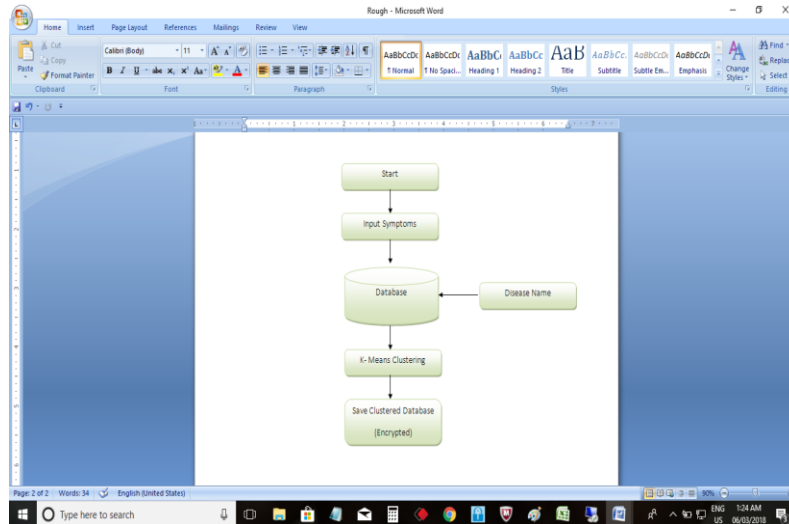 Rough - Microsoft Word
Home Insert Page Layout References Mailings Review View
Paste
Cut
Copy
Format Painter
Clipboard
Calibri (Body) 11
Font
Paragraph
AaBbCcDc AaBbCcDc AaBbC AaBbCc AaB AaBbCc. AaBbCcDc AaBbCcDc
¶ Normal ¶ No Spaci... Heading 1 Heading 2 Title Subtitle Subtle Em... Emphasis
Change Styles
Styles
Find
Replac
Select
Editing
Start
Input Symptoms
Database
Disease Name
K- Means Clustering
Save Clustered Database
(Encrypted)
Page: 2 of 2 Words: 34 English (United States) 90%
Type here to search
ENG 1:24 AM
US 06/03/2018